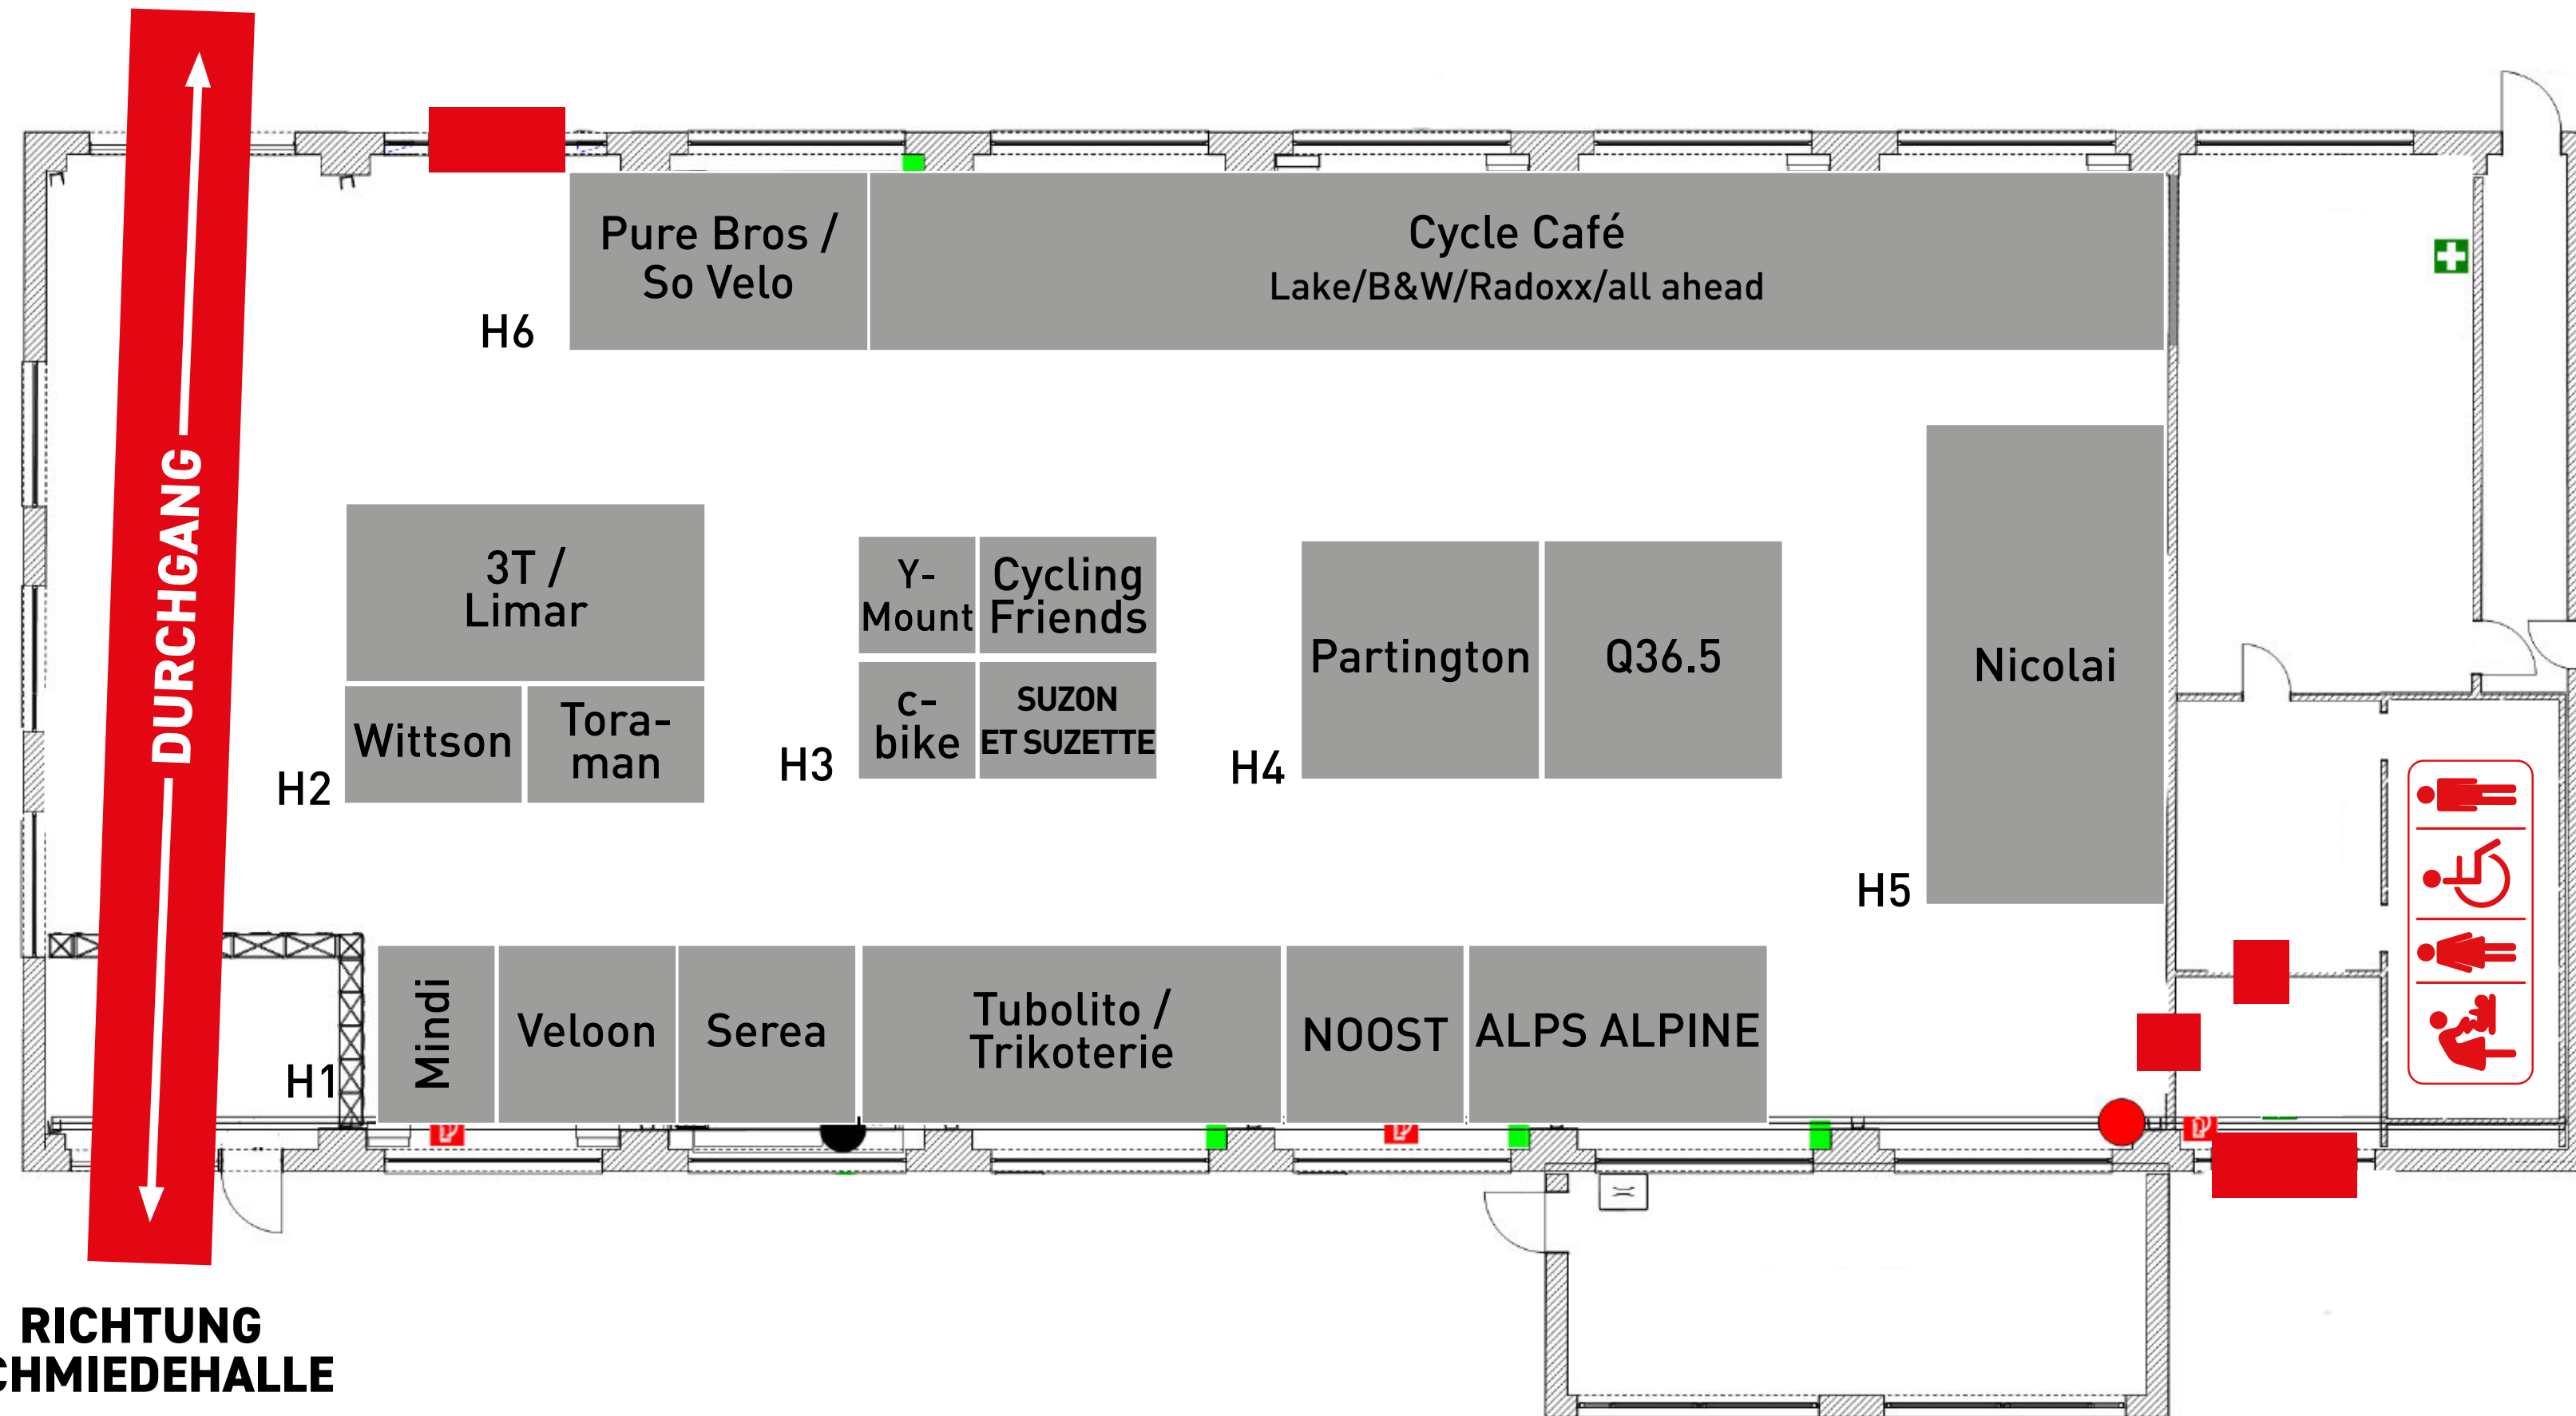 Pure Bros /
So Velo
Cycle Café
Lake/B&W/Radoxx/all ahead
H6
DURCHGANG
3T /
Limar
Wittson
Tora-
man
H2
Y-
Mount
Cycling
Friends
c-
bike
SUZON
ET SUZETTE
H3
Partington
Q36.5
H4
Nicolai
H5
Mindi
Veloon
Serea
Tubolito /
Trikoterie
NOOST
ALPS ALPINE
H1
RICHTUNG
CHMIEDEHALLE